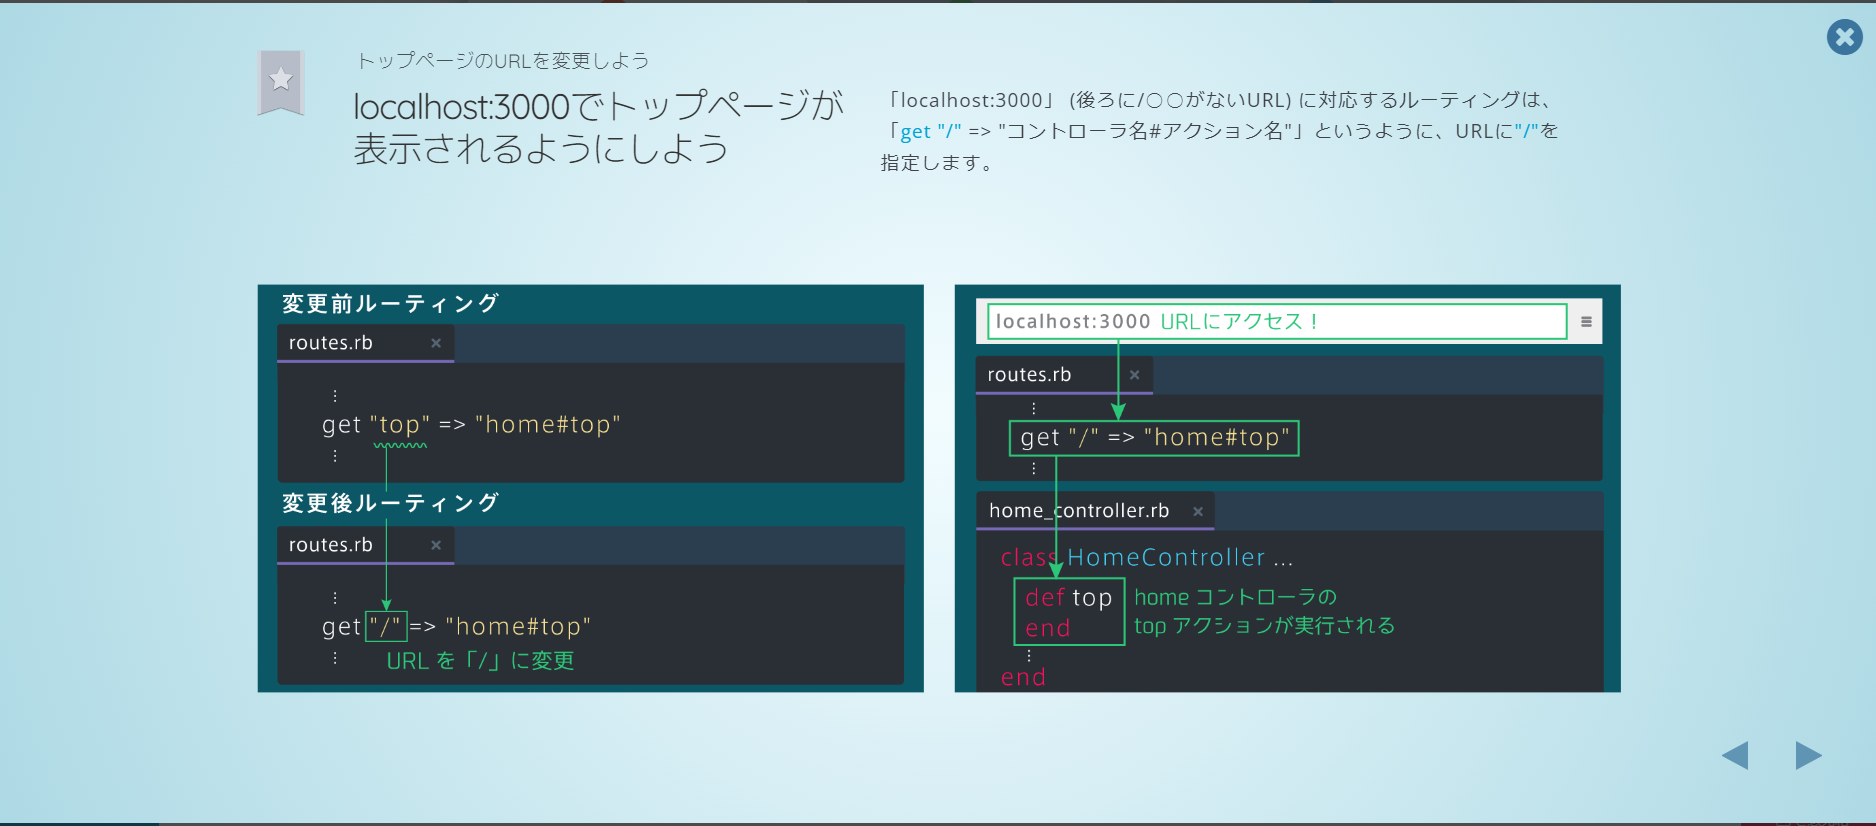 トップページのURLを変更しよう
localhost:3000でトップページが
表示されるようにしよう
「localhost:3000」 (後ろに/○○がないURL) に対応するルーティングは、
「get "/" => "コントローラ名#アクション名"」というように、URLに"/"を
指定します。
変更前ルーティング
routes.rb ×
⋮
get "top" => "home#top"
⋮
変更後ルーティング
routes.rb ×
⋮
get "/" => "home#top"
⋮
URL を「/」に変更
localhost:3000 URLにアクセス！
routes.rb ×
⋮
get "/" => "home#top"
⋮
home_controller.rb ×
class HomeController ...
def top
end
home コントローラの
top アクションが実行される
⋮
end